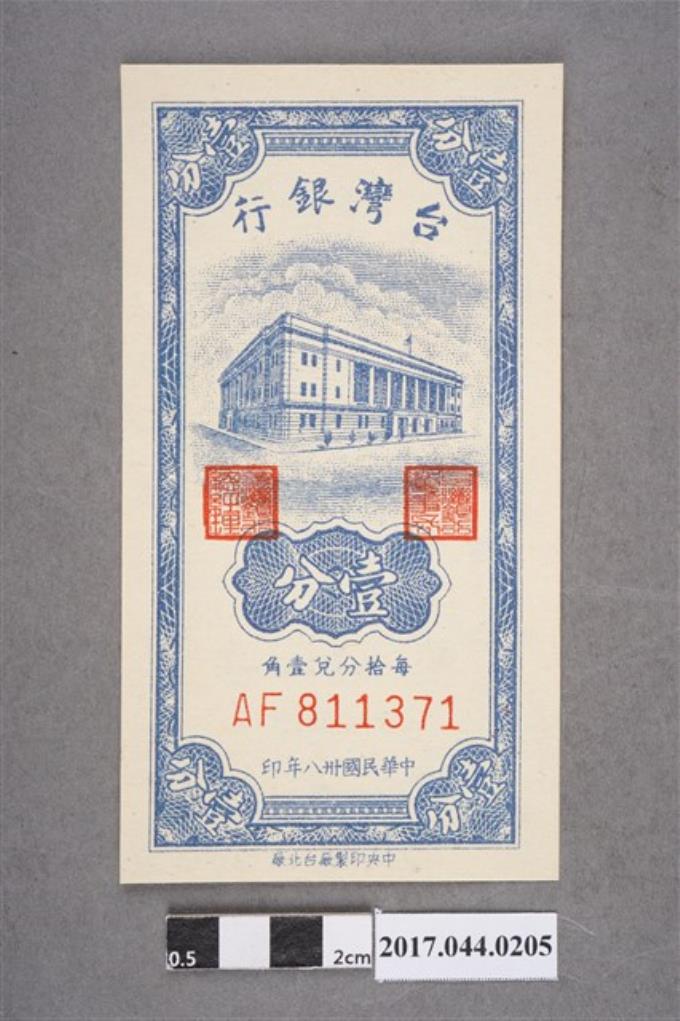 壹分
壹分
台灣銀行
壹分
每拾分兌壹角
AF 811371
中華民國卅八年印
壹分
壹分
中央印製廠台北廠
0.5
2cm
2017.044.0205